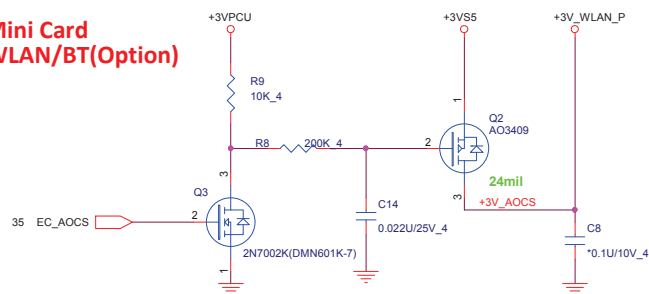 Mini Card
WLAN/BT(Option)
+3VPCU
+3VS5
+3V_WLAN_P
R9
10K_4
1
Q2
AO3409
R8
200K_4
2
3
24mil
+3V_AOCS
3
Q3
2
35 EC_AOCS
C14
0.022U/25V_4
C8
*0.1U/10V_4
2N7002K(DMN601K-7)
1